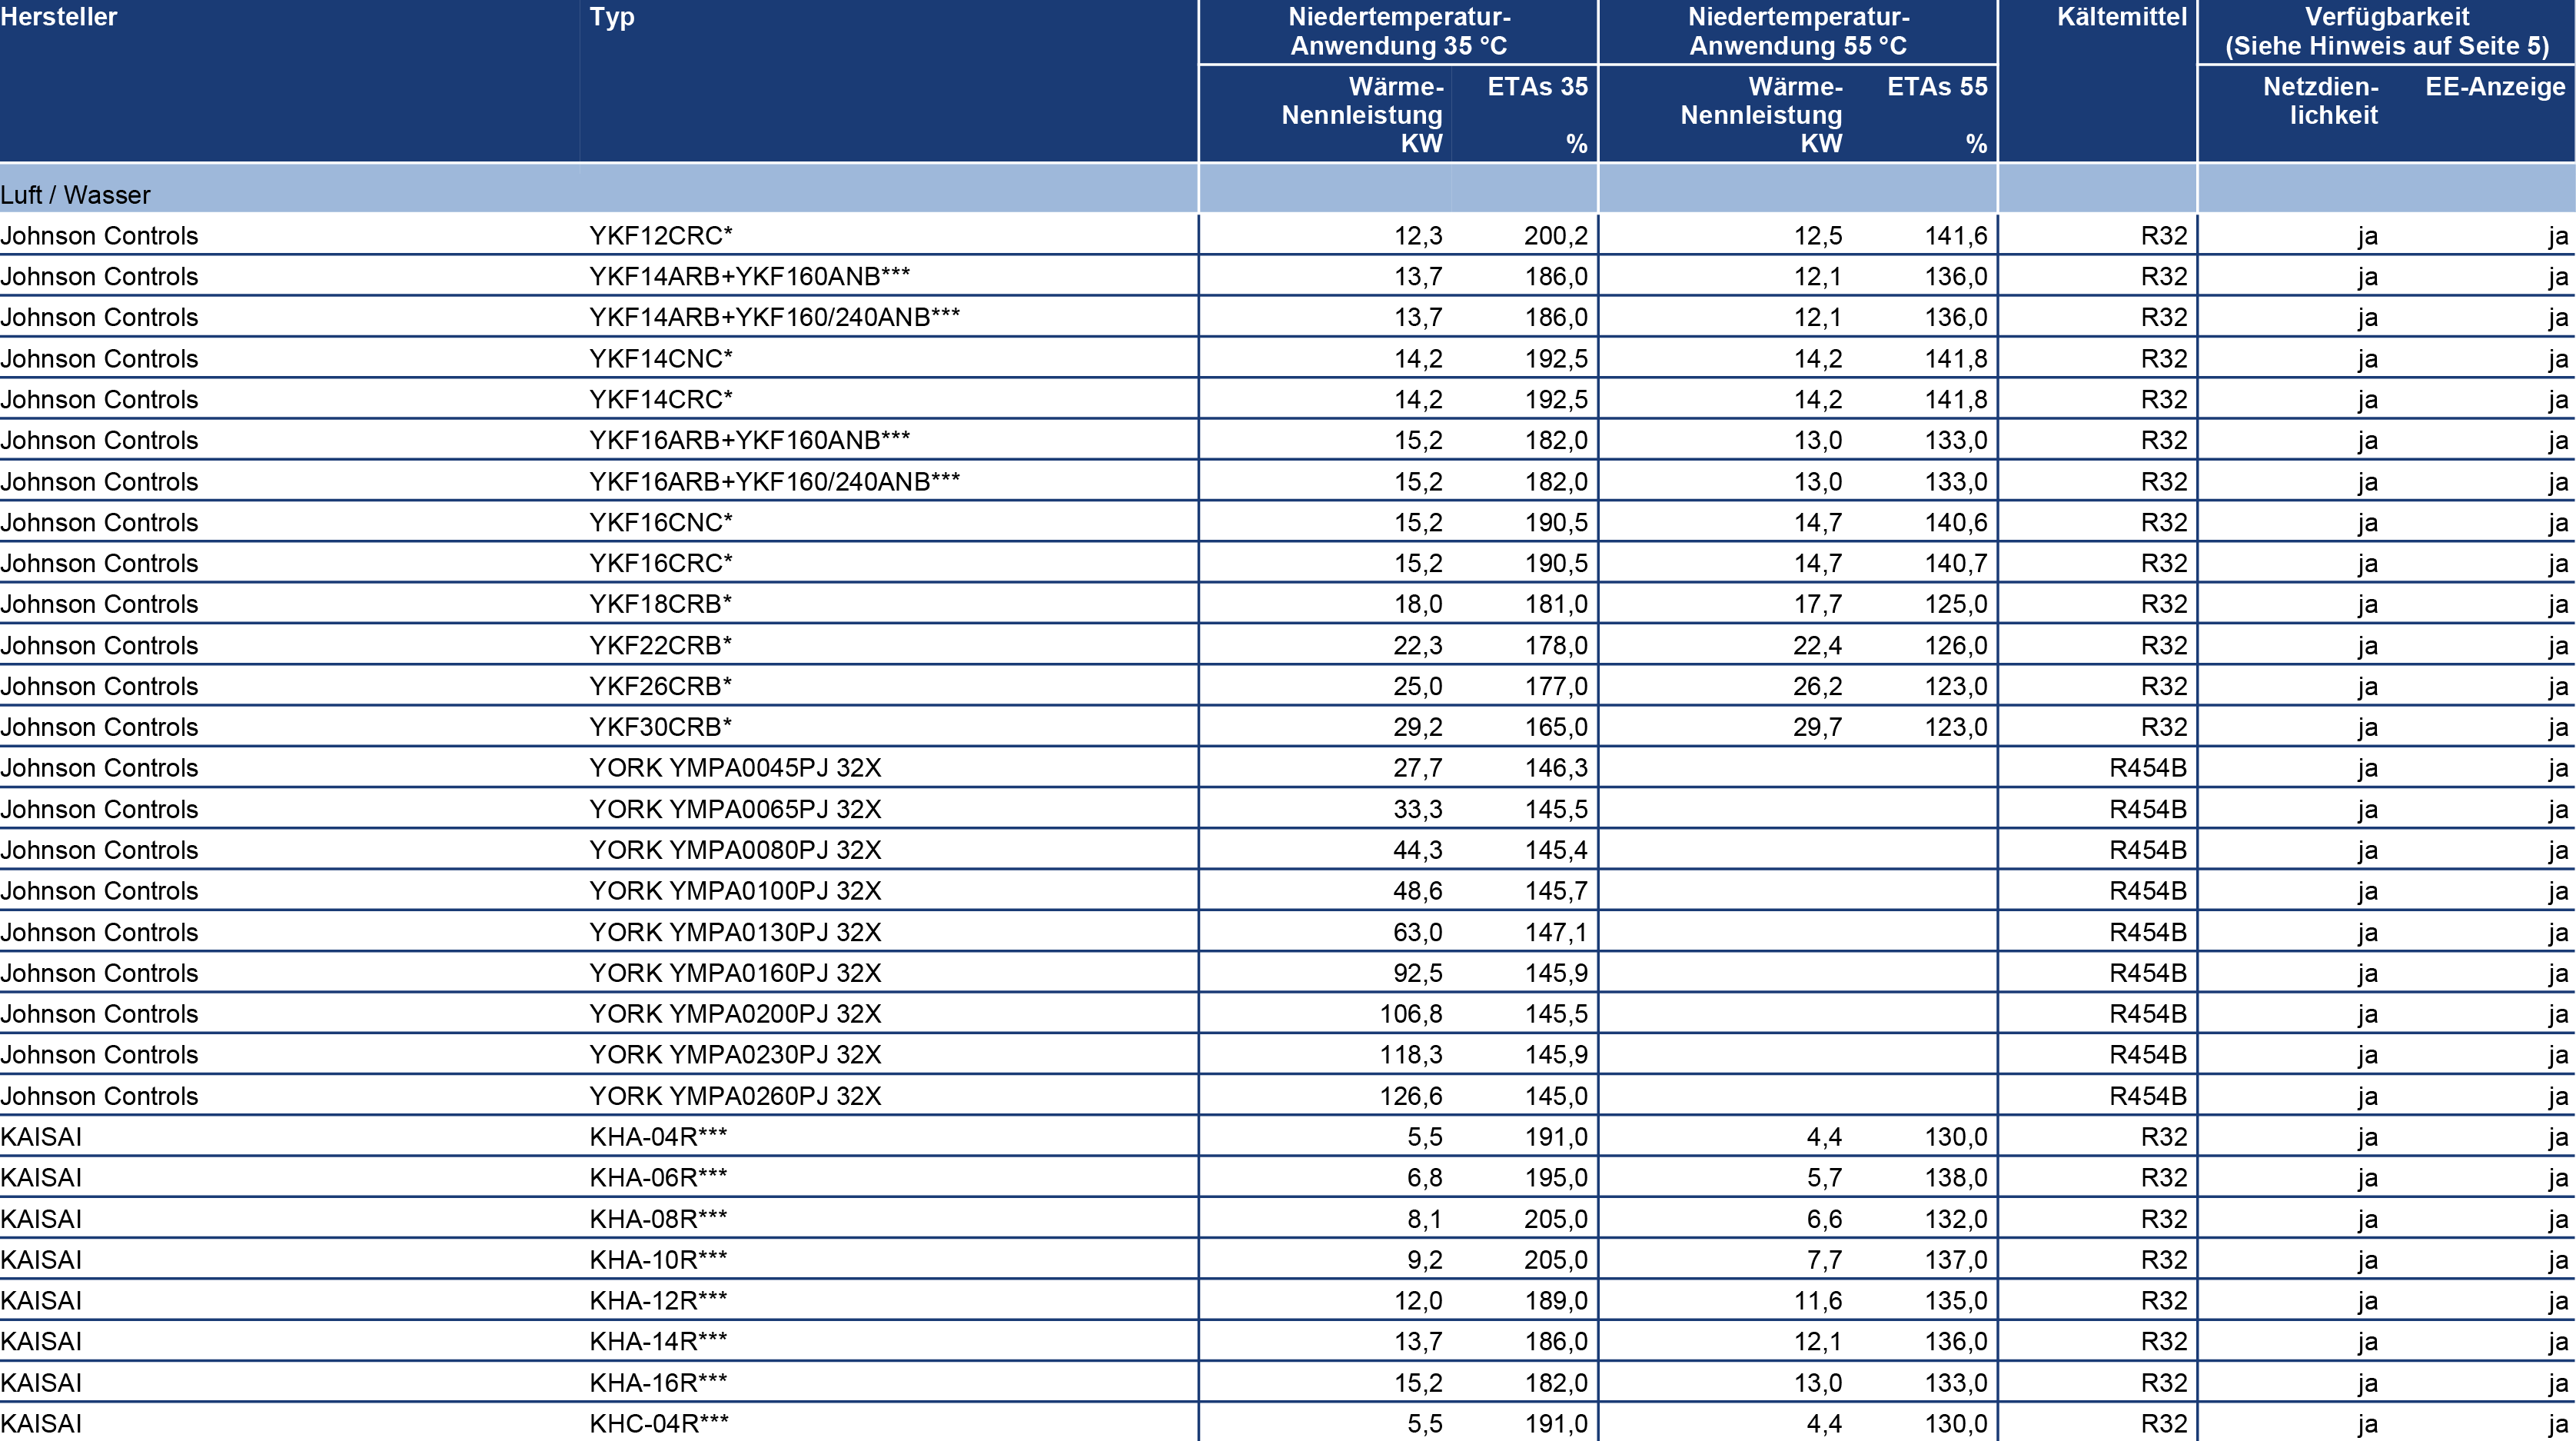 Hersteller Typ Niedertemperatur-Anwendung 35 °C Niedertemperatur-Anwendung 55 °C Kältemittel Verfügbarkeit (Siehe Hinweis auf Seite 5)
Wärme-Nennleistung KW ETAs 35 % Wärme-Nennleistung KW ETAs 55 % Netzdien-lichkeit EE-Anzeige
Luft / Wasser
Johnson Controls YKF12CRC* 12,3 200,2 12,5 141,6 R32 ja ja
Johnson Controls YKF14ARB+YKF160ANB*** 13,7 186,0 12,1 136,0 R32 ja ja
Johnson Controls YKF14ARB+YKF160/240ANB*** 13,7 186,0 12,1 136,0 R32 ja ja
Johnson Controls YKF14CNC* 14,2 192,5 14,2 141,8 R32 ja ja
Johnson Controls YKF14CRC* 14,2 192,5 14,2 141,8 R32 ja ja
Johnson Controls YKF16ARB+YKF160ANB*** 15,2 182,0 13,0 133,0 R32 ja ja
Johnson Controls YKF16ARB+YKF160/240ANB*** 15,2 182,0 13,0 133,0 R32 ja ja
Johnson Controls YKF16CNC* 15,2 190,5 14,7 140,6 R32 ja ja
Johnson Controls YKF16CRC* 15,2 190,5 14,7 140,7 R32 ja ja
Johnson Controls YKF18CRB* 18,0 181,0 17,7 125,0 R32 ja ja
Johnson Controls YKF22CRB* 22,3 178,0 22,4 126,0 R32 ja ja
Johnson Controls YKF26CRB* 25,0 177,0 26,2 123,0 R32 ja ja
Johnson Controls YKF30CRB* 29,2 165,0 29,7 123,0 R32 ja ja
Johnson Controls YORK YMPA0045PJ 32X 27,7 146,3 R454B ja ja
Johnson Controls YORK YMPA0065PJ 32X 33,3 145,5 R454B ja ja
Johnson Controls YORK YMPA0080PJ 32X 44,3 145,4 R454B ja ja
Johnson Controls YORK YMPA0100PJ 32X 48,6 145,7 R454B ja ja
Johnson Controls YORK YMPA0130PJ 32X 63,0 147,1 R454B ja ja
Johnson Controls YORK YMPA0160PJ 32X 92,5 145,9 R454B ja ja
Johnson Controls YORK YMPA0200PJ 32X 106,8 145,5 R454B ja ja
Johnson Controls YORK YMPA0230PJ 32X 118,3 145,9 R454B ja ja
Johnson Controls YORK YMPA0260PJ 32X 126,6 145,0 R454B ja ja
KAISAI KHA-04R*** 5,5 191,0 4,4 130,0 R32 ja ja
KAISAI KHA-06R*** 6,8 195,0 5,7 138,0 R32 ja ja
KAISAI KHA-08R*** 8,1 205,0 6,6 132,0 R32 ja ja
KAISAI KHA-10R*** 9,2 205,0 7,7 137,0 R32 ja ja
KAISAI KHA-12R*** 12,0 189,0 11,6 135,0 R32 ja ja
KAISAI KHA-14R*** 13,7 186,0 12,1 136,0 R32 ja ja
KAISAI KHA-16R*** 15,2 182,0 13,0 133,0 R32 ja ja
KAISAI KHC-04R*** 5,5 191,0 4,4 130,0 R32 ja ja